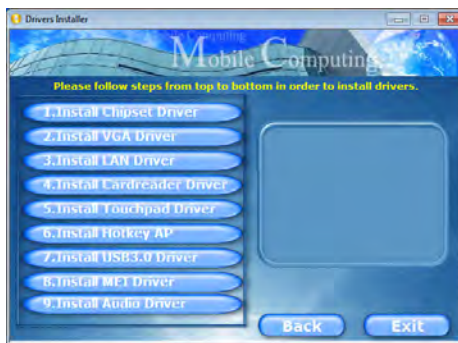 Drivers Installer
Mobile Computing
Mobile Computing
Please follow steps from top to bottom in order to install drivers.
1.Install Chipset Driver
2.Install VGA Driver
3.Install LAN Driver
4.Install Cardreader Driver
5.Install Touchpad Driver
6.Install Hotkey AP
7.Install USB3.0 Driver
8.Install MEI Driver
9.Install Audio Driver
Back
Exit